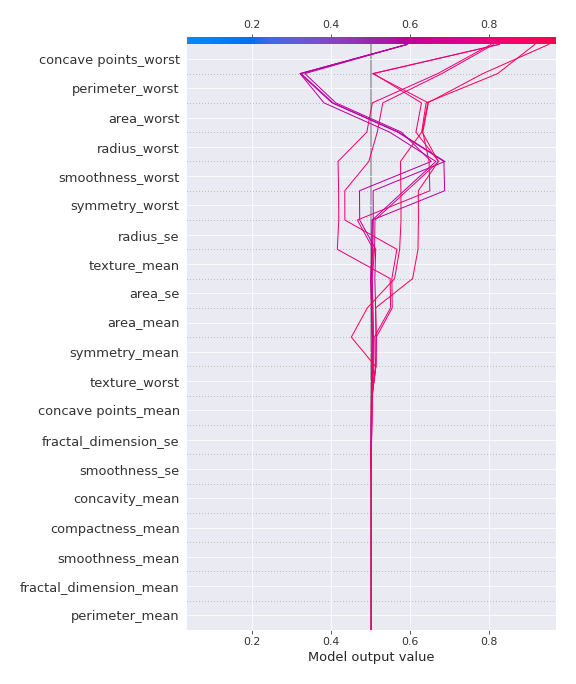 0.2 0.4 0.6 0.8
concave points_worst
perimeter_worst
area_worst
radius_worst
smoothness_worst
symmetry_worst
radius_se
texture_mean
area_se
area_mean
symmetry_mean
texture_worst
concave points_mean
fractal_dimension_se
smoothness_se
concavity_mean
compactness_mean
smoothness_mean
fractal_dimension_mean
perimeter_mean
0.2 0.4 0.6 0.8
Model output value